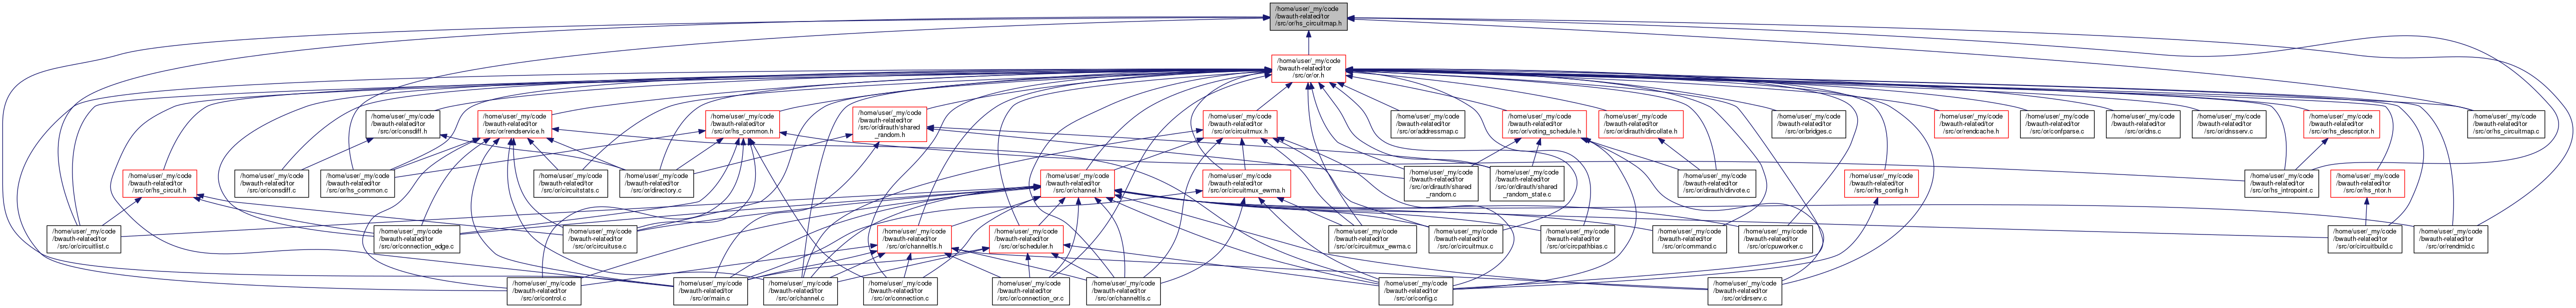 /home/user/_my/code
/bwauth-related/tor
/src/or/hs_circuitmap.h
/home/user/_my/code
/bwauth-related/tor
/src/or/or.h
/home/user/_my/code
/bwauth-related/tor
/src/or/consdiff.h
/home/user/_my/code
/bwauth-related/tor
/src/or/rendservice.h
/home/user/_my/code
/bwauth-related/tor
/src/or/hs_common.h
/home/user/_my/code
/bwauth-related/tor
/src/or/dirauth/shared
_random.h
/home/user/_my/code
/bwauth-related/tor
/src/or/circuitmux.h
/home/user/_my/code
/bwauth-related/tor
/src/or/addressmap.c
/home/user/_my/code
/bwauth-related/tor
/src/or/voting_schedule.h
/home/user/_my/code
/bwauth-related/tor
/src/or/dirauth/dircollate.h
/home/user/_my/code
/bwauth-related/tor
/src/or/bridges.c
/home/user/_my/code
/bwauth-related/tor
/src/or/rendcache.h
/home/user/_my/code
/bwauth-related/tor
/src/or/confparse.c
/home/user/_my/code
/bwauth-related/tor
/src/or/dns.c
/home/user/_my/code
/bwauth-related/tor
/src/or/dnsserv.c
/home/user/_my/code
/bwauth-related/tor
/src/or/hs_descriptor.h
/home/user/_my/code
/bwauth-related/tor
/src/or/hs_circuitmap.c
/home/user/_my/code
/bwauth-related/tor
/src/or/hs_circuit.h
/home/user/_my/code
/bwauth-related/tor
/src/or/consdiff.c
/home/user/_my/code
/bwauth-related/tor
/src/or/hs_common.c
/home/user/_my/code
/bwauth-related/tor
/src/or/circuitstats.c
/home/user/_my/code
/bwauth-related/tor
/src/or/directory.c
/home/user/_my/code
/bwauth-related/tor
/src/or/channel.h
/home/user/_my/code
/bwauth-related/tor
/src/or/circuitmux_ewma.h
/home/user/_my/code
/bwauth-related/tor
/src/or/dirauth/shared
_random.c
/home/user/_my/code
/bwauth-related/tor
/src/or/dirauth/shared
_random_state.c
/home/user/_my/code
/bwauth-related/tor
/src/or/dirauth/dirvote.c
/home/user/_my/code
/bwauth-related/tor
/src/or/hs_config.h
/home/user/_my/code
/bwauth-related/tor
/src/or/hs_intropoint.c
/home/user/_my/code
/bwauth-related/tor
/src/or/hs_ntor.h
/home/user/_my/code
/bwauth-related/tor
/src/or/circuitlist.c
/home/user/_my/code
/bwauth-related/tor
/src/or/connection_edge.c
/home/user/_my/code
/bwauth-related/tor
/src/or/circuituse.c
/home/user/_my/code
/bwauth-related/tor
/src/or/channeltls.h
/home/user/_my/code
/bwauth-related/tor
/src/or/scheduler.h
/home/user/_my/code
/bwauth-related/tor
/src/or/circuitmux_ewma.c
/home/user/_my/code
/bwauth-related/tor
/src/or/circuitmux.c
/home/user/_my/code
/bwauth-related/tor
/src/or/circpathbias.c
/home/user/_my/code
/bwauth-related/tor
/src/or/command.c
/home/user/_my/code
/bwauth-related/tor
/src/or/cpuworker.c
/home/user/_my/code
/bwauth-related/tor
/src/or/circuitbuild.c
/home/user/_my/code
/bwauth-related/tor
/src/or/rendmid.c
/home/user/_my/code
/bwauth-related/tor
/src/or/control.c
/home/user/_my/code
/bwauth-related/tor
/src/or/main.c
/home/user/_my/code
/bwauth-related/tor
/src/or/channel.c
/home/user/_my/code
/bwauth-related/tor
/src/or/connection.c
/home/user/_my/code
/bwauth-related/tor
/src/or/connection_or.c
/home/user/_my/code
/bwauth-related/tor
/src/or/channeltls.c
/home/user/_my/code
/bwauth-related/tor
/src/or/config.c
/home/user/_my/code
/bwauth-related/tor
/src/or/dirserv.c